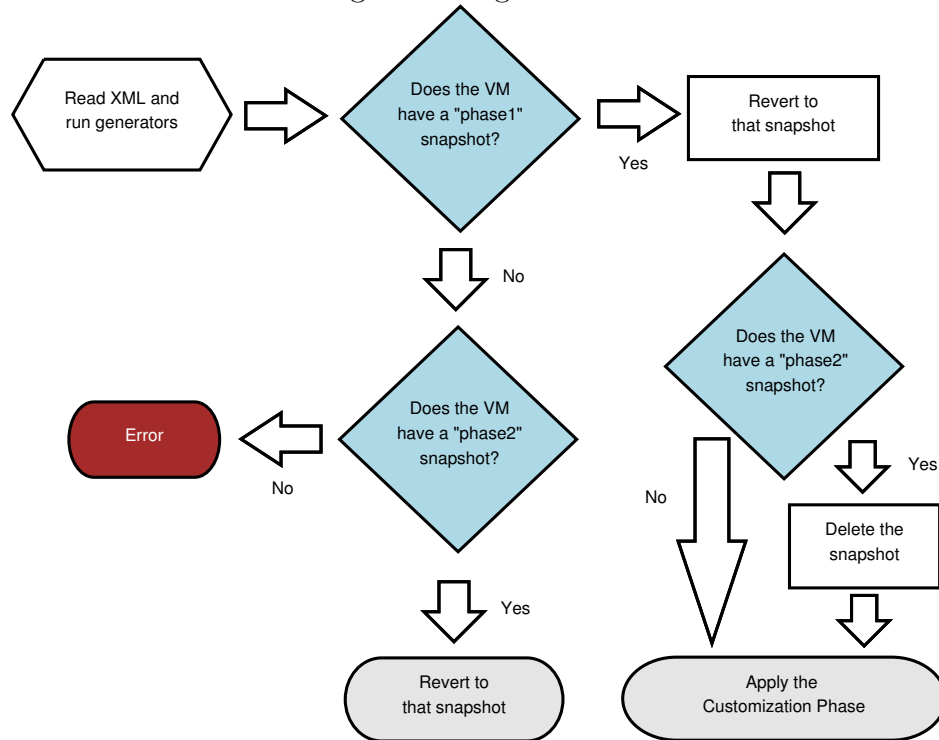 Read XML and
run generators
Does the VM
have a "phase1"
snapshot?
Yes
Revert to
that snapshot
No
Does the VM
have a "phase2"
snapshot?
Does the VM
have a "phase2"
snapshot?
Error
No
No
Yes
Delete the
snapshot
Yes
Revert to
that snapshot
Apply the
Customization Phase